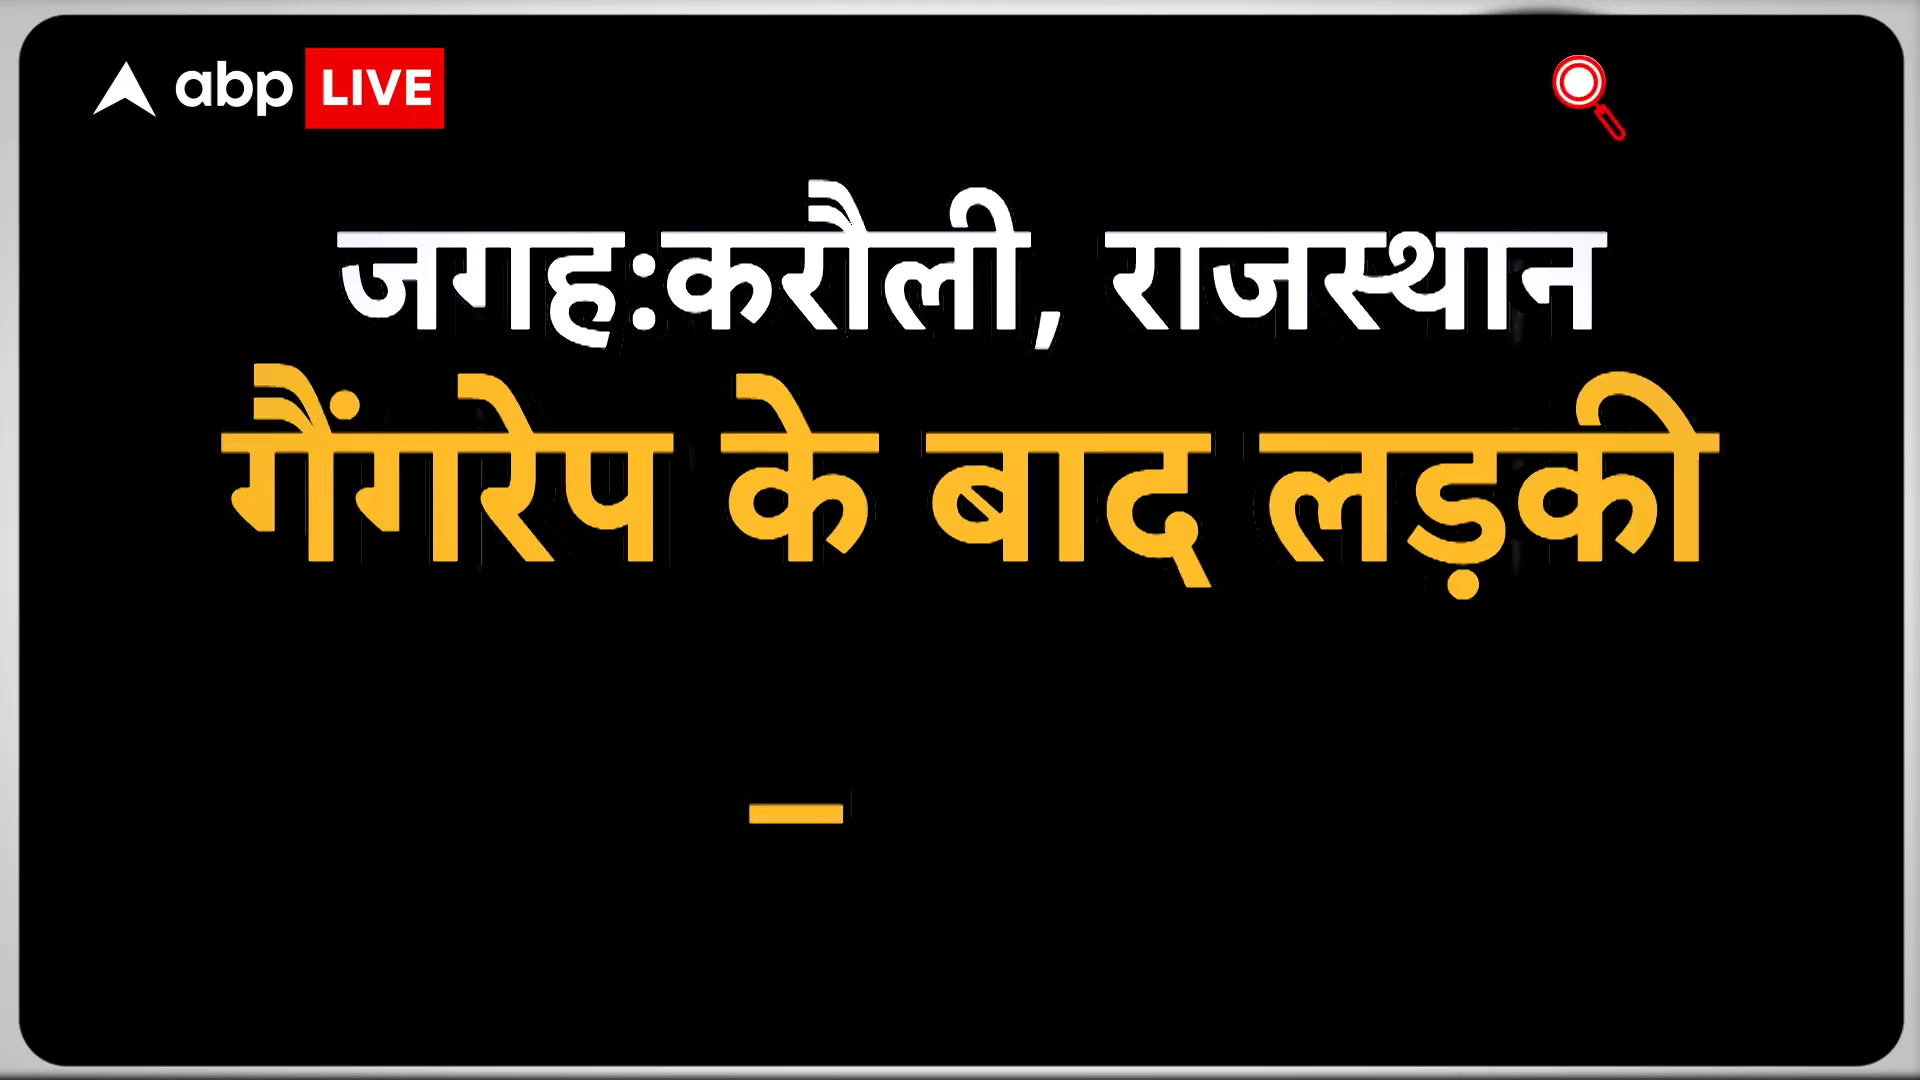 abp LIVE
जगह:करौली, राजस्थान
गैंगरेप के बाद लड़की